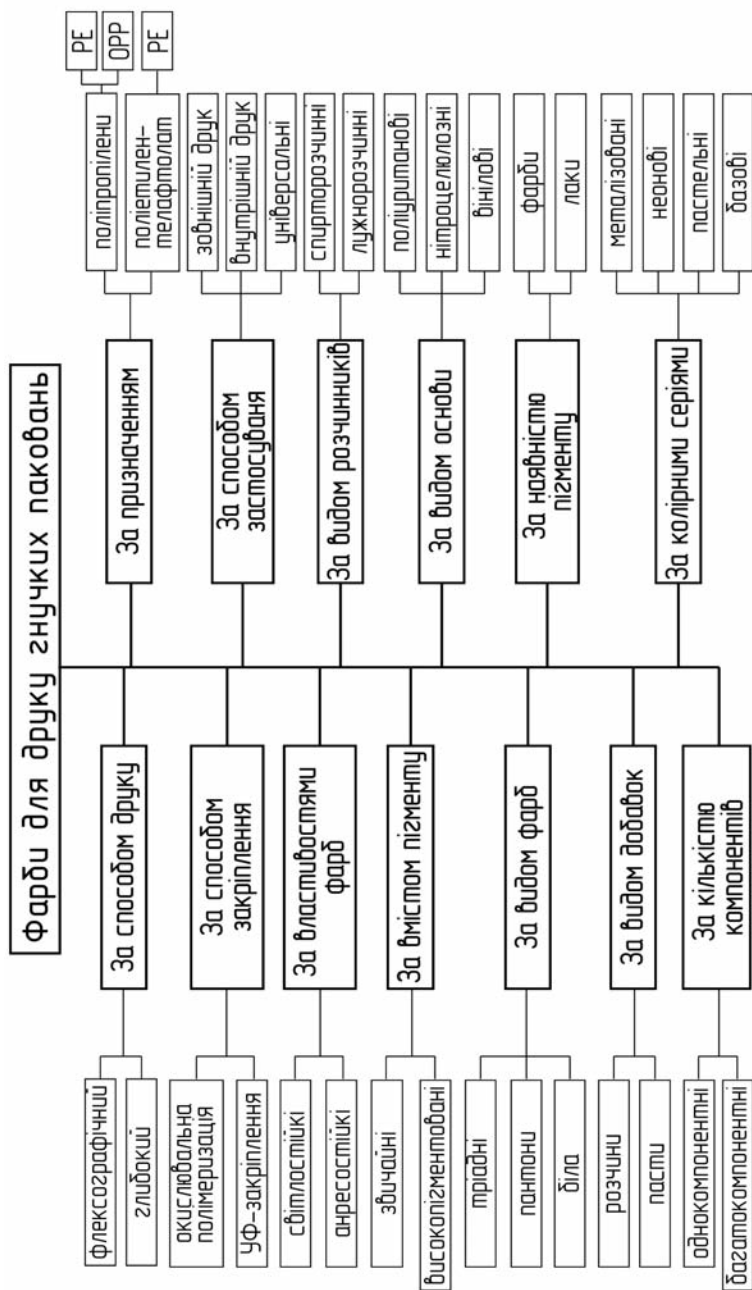 Фарби для друку гнучких паковань
За способом друку
флексографічний
глибокий
За способом
закріплення
окислювальна
полімеризація
УФ-закріплення
За властивостями
фарб
світлостійкі
анресостійкі
За вмістом пігменту
звичайні
високопігментовані
За видом фарб
тріадні
пантони
біла
За видом добавок
розчини
пасти
За кількістю
компонентів
однокомпонентні
багатокомпонентні
За призначенням
поліпропілени
PE
OPP
поліетилен-
телафтолат
PE
За способом
застосуваня
зовнішній друк
внутрішній друк
універсальні
За видом розчинників
спирторозчинні
лужнорозчинні
За видом основи
поліуританові
нітроцелюлозні
вінілові
За наявністю
пігменту
фарби
лаки
За колірними серіями
металізовані
неонові
пастельні
базові